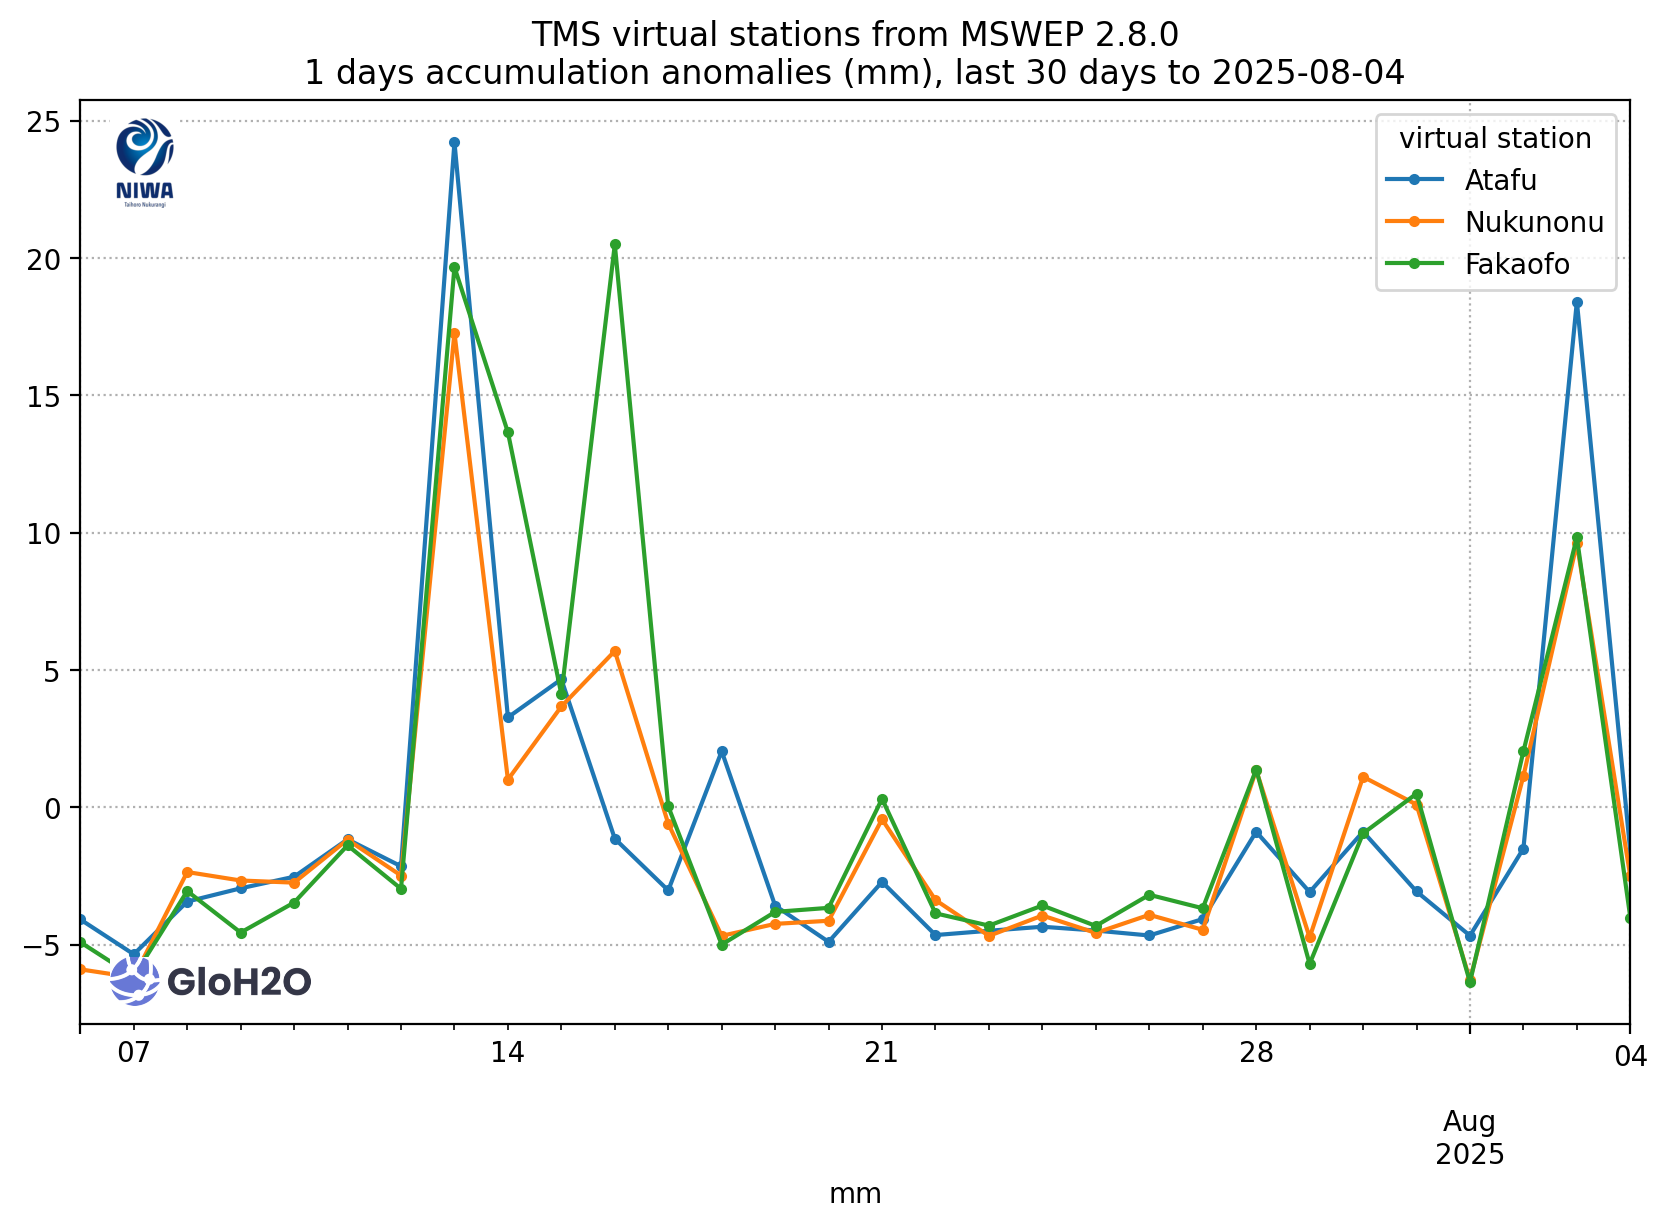 TMS virtual stations from MSWEP 2.8.0
1 days accumulation anomalies (mm), last 30 days to 2025-08-04
25
20
15
10
5
0
−5
NIWA
Taihoro Nukurangi
virtual station
Atafu
Nukunonu
Fakaofo
GloH2O
07
14
21
28
04
Aug
2025
mm